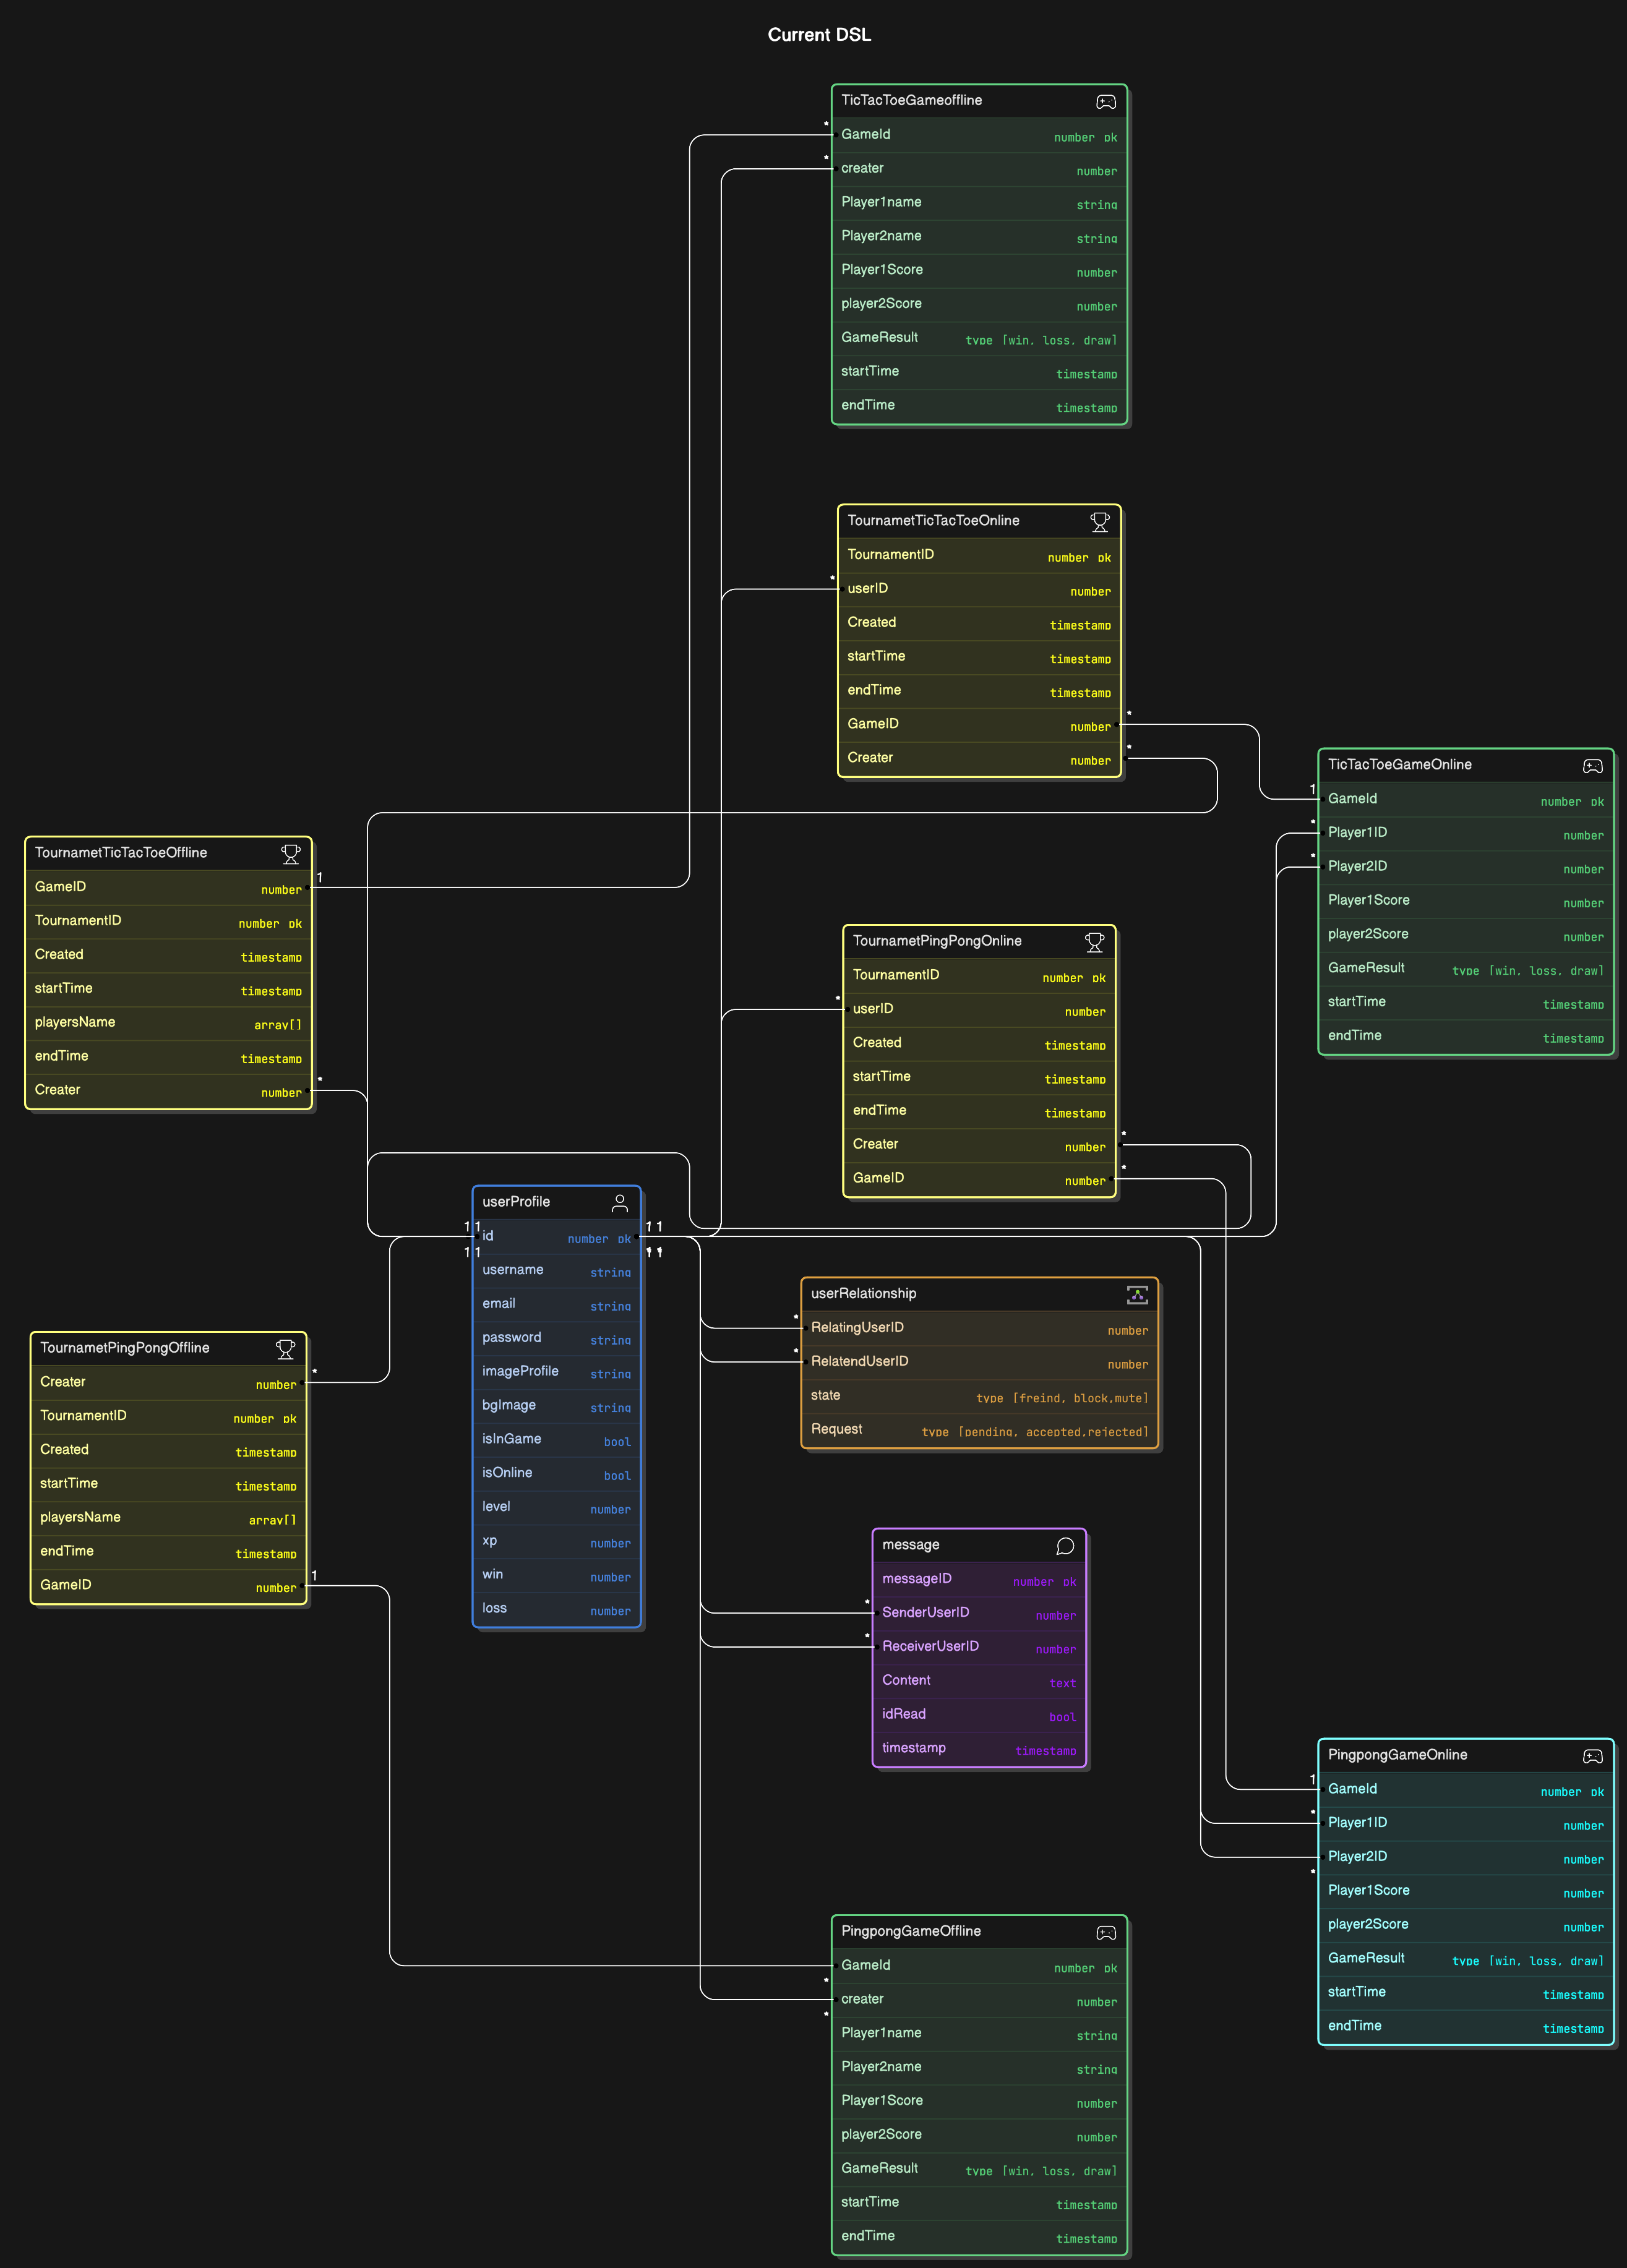 Current DSL
TicTacToeGameoffline
* GameId number pk
* creater number
Player1name string
Player2name string
Player1Score number
player2Score number
GameResult type [win, loss, draw]
startTime timestamp
endTime timestamp
TournametTicTacToeOnline
TournamentID number pk
* userID number
Created timestamp
startTime timestamp
endTime timestamp
GameID number *
Creater number *
TicTacToeGameOnline
1 GameId number pk
* Player1ID number
* Player2ID number
Player1Score number
player2Score number
GameResult type [win, loss, draw]
startTime timestamp
endTime timestamp
TournametTicTacToeOffline
GameID number 1
TournamentID number pk
Created timestamp
startTime timestamp
playersName array[]
endTime timestamp
Creater number *
TournametPingPongOnline
TournamentID number pk
* userID number
Created timestamp
startTime timestamp
endTime timestamp
Creater number *
GameID number *
userProfile
1 1 id number pk 1 1
1 1
username string
email string
password string
imageProfile string
bgImage string
isInGame bool
isOnline bool
level number
xp number
win number
loss number
userRelationship
* RelatingUserID number
* RelatendUserID number
state type [freind, block,mute]
Request type [pending, accepted,rejected]
TournametPingPongOffline
Creater number *
TournamentID number pk
Created timestamp
startTime timestamp
playersName array[]
endTime timestamp
GameID number 1
message
messageID number pk
* SenderUserID number
* ReceiverUserID number
Content text
idRead bool
timestamp timestamp
PingpongGameOnline
1 GameId number pk
* Player1ID number
Player2ID number
*
Player1Score number
player2Score number
GameResult type [win, loss, draw]
startTime timestamp
endTime timestamp
PingpongGameOffline
GameId number pk
*
creater number
*
Player1name string
Player2name string
Player1Score number
player2Score number
GameResult type [win, loss, draw]
startTime timestamp
endTime timestamp